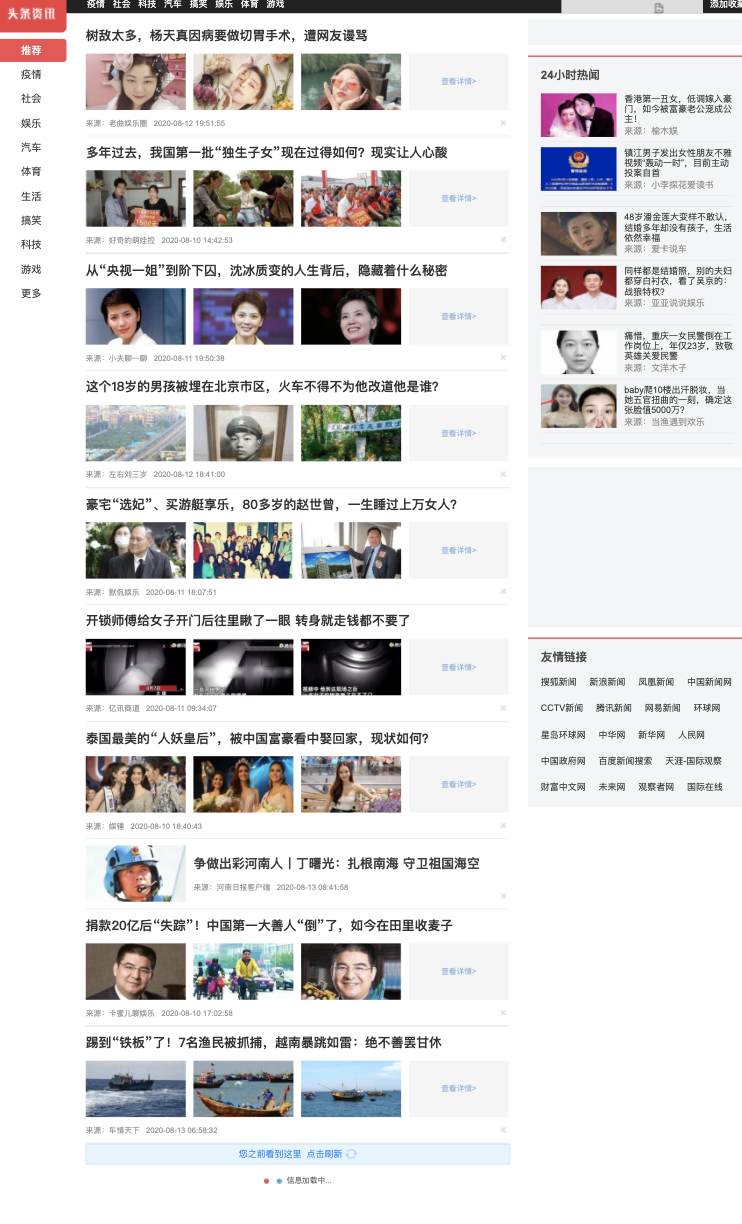 头条资讯
疫情 社会 科技 汽车 搞笑 娱乐 体育 游戏
添加收藏
推荐
疫情
社会
娱乐
汽车
体育
生活
搞笑
科技
游戏
更多
树敌太多，杨天真因病要做切胃手术，遭网友谩骂
查看详情>
来源：老曲娱乐圈 2020-08-12 19:51:55
多年过去，我国第一批“独生子女”现在过得如何？现实让人心酸
查看详情>
来源：好奇的萌娃控 2020-08-10 14:42:53
从“央视一姐”到阶下囚，沈冰质变的人生背后，隐藏着什么秘密
查看详情>
来源：小夫聊一聊 2020-08-11 19:50:38
这个18岁的男孩被埋在北京市区，火车不得不为他改道他是谁？
查看详情>
来源：左右刘三岁 2020-08-12 18:41:00
豪宅“选妃”、买游艇享乐，80多岁的赵世曾，一生睡过上万女人？
查看详情>
来源：默侃娱乐 2020-08-11 18:07:51
开锁师傅给女子开门后往里瞅了一眼 转身就走钱都不要了
查看详情>
来源：亿讯商道 2020-08-11 09:34:07
泰国最美的“人妖皇后”，被中国富豪看中娶回家，现状如何？
查看详情>
来源：娱锤 2020-08-10 18:40:43
争做出彩河南人丨丁曙光：扎根南海 守卫祖国海空
来源：河南日报客户端 2020-08-13 08:41:58
捐款20亿后“失踪”！中国第一大善人“倒”了，如今在田里收麦子
查看详情>
来源：卡蜜儿聊娱乐 2020-08-10 17:02:58
踢到“铁板”了！7名渔民被抓捕，越南暴跳如雷：绝不善罢甘休
查看详情>
来源：车情天下 2020-08-13 06:58:32
您之前看到这里 点击刷新
信息加载中...
24小时热闻
香港第一丑女，低调嫁入豪
门，如今被富豪老公宠成公
主！
来源：榆木娱
镇江男子发出女性朋友不雅
视频“轰动一时”，目前主动
投案自首
来源：小李探花爱读书
48岁潘金莲大变样不敢认，
结婚多年却没有孩子，生活
依然幸福
来源：爱卡说车
同样都是结婚照，别的夫妇
都穿白衬衣，看了吴京的：
战狼特权？
来源：亚亚说说娱乐
痛惜，重庆一女民警倒在工
作岗位上，年仅23岁，致敬
英雄关爱民警
来源：文洋木子
baby爬10楼出汗脱妆，当
她五官扭曲的一刻，确定这
张脸值5000万？
来源：当渔遇到欢乐
友情链接
搜狐新闻 新浪新闻 凤凰新闻 中国新闻网
CCTV新闻 腾讯新闻 网易新闻 环球网
星岛环球网 中华网 新华网 人民网
中国政府网 百度新闻搜索 天涯-国际观察
财富中文网 未来网 观察者网 国际在线